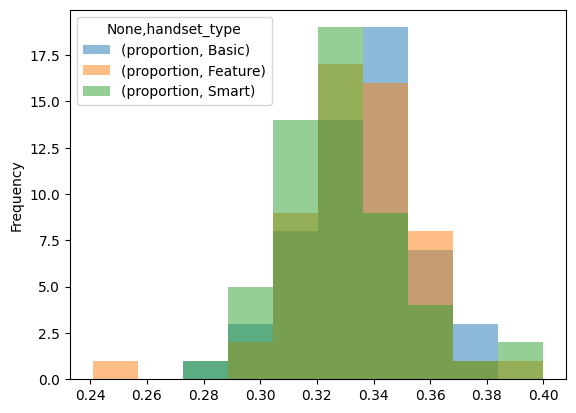 None,handset_type
(proportion, Basic)
(proportion, Feature)
(proportion, Smart)
Frequency
17.5
15.0
12.5
10.0
7.5
5.0
2.5
0.0
0.24 0.26 0.28 0.30 0.32 0.34 0.36 0.38 0.40